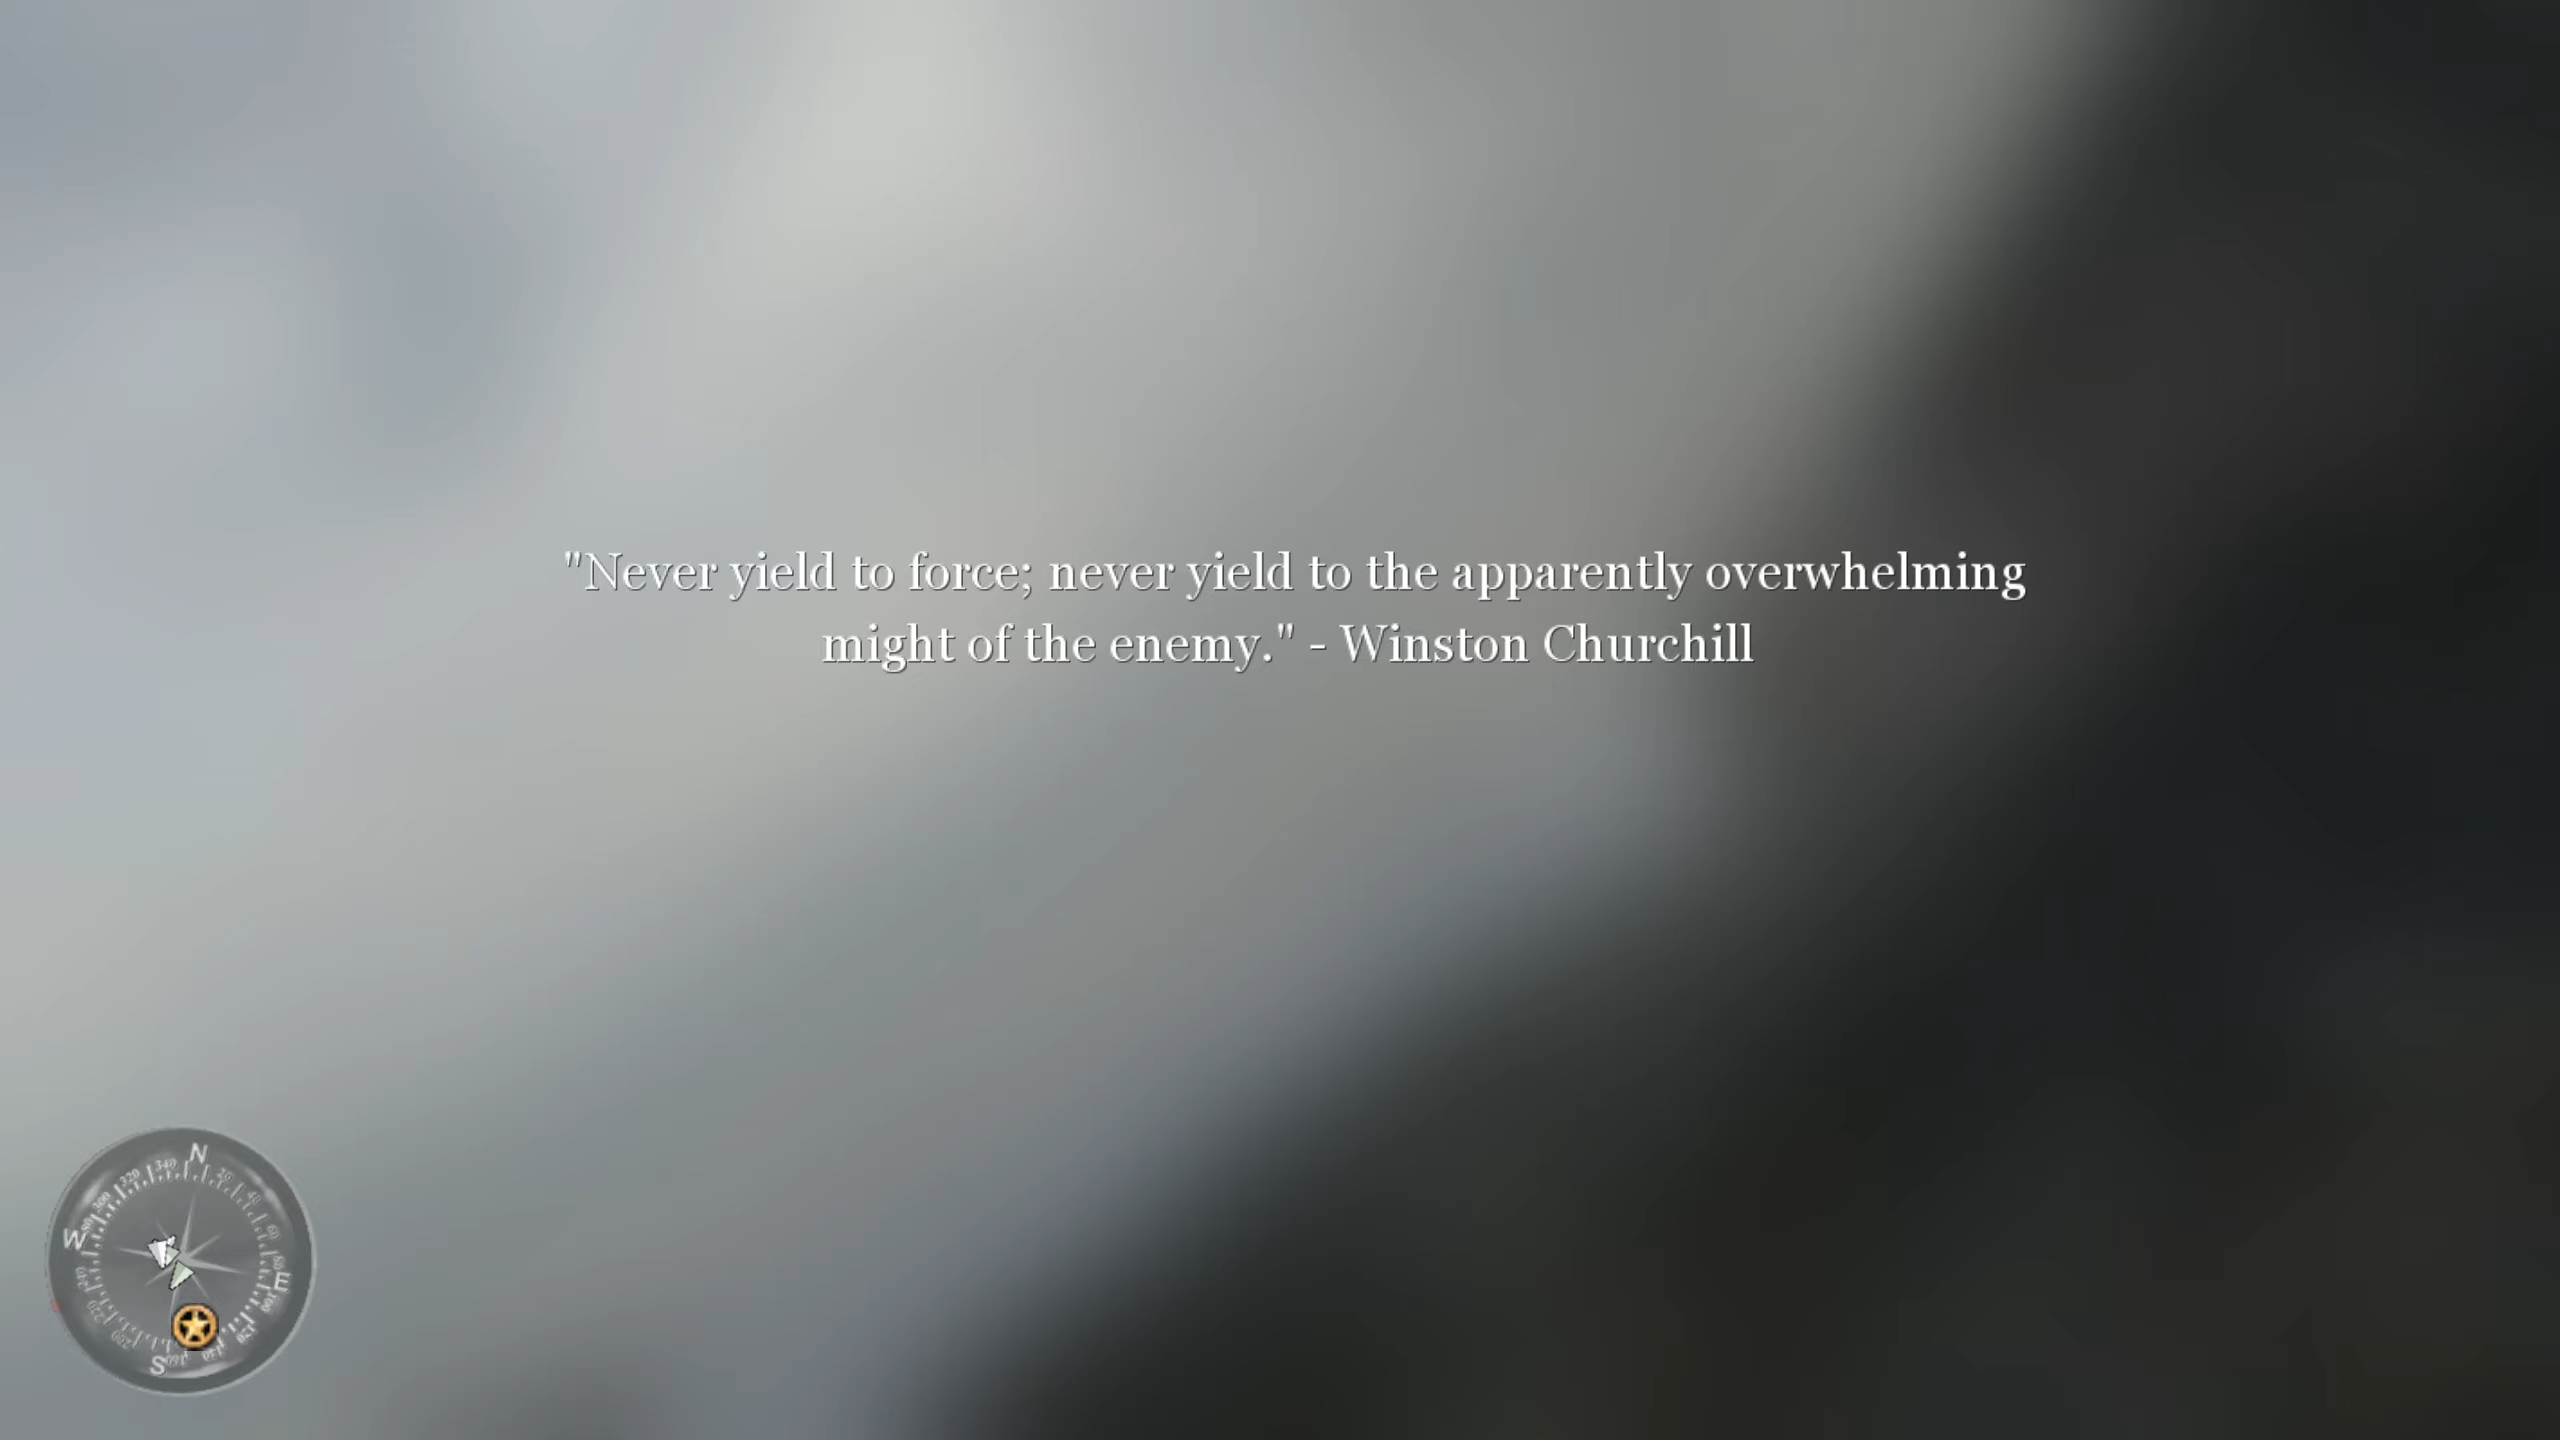 "Never yield to force; never yield to the apparently overwhelming
might of the enemy." - Winston Churchill
N
W
E
S